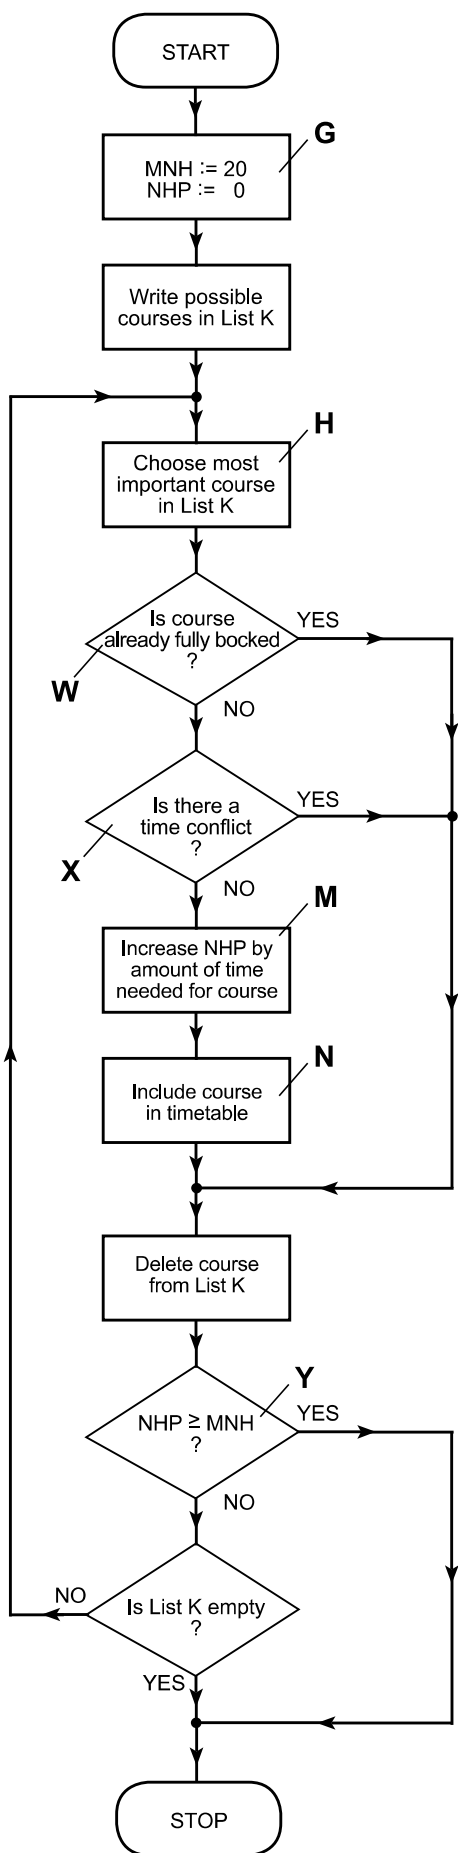 START
G
MNH := 20
NHP := 0
Write possible
courses in List K
H
Choose most
important course
in List K
Is course
already fully bocked
?
YES
W
NO
Is there a
time conflict
?
YES
X
NO
M
Increase NHP by
amount of time
needed for course
N
Include course
in timetable
Delete course
from List K
Y
NHP ≥ MNH
?
YES
NO
NO
Is List K empty
?
YES
STOP